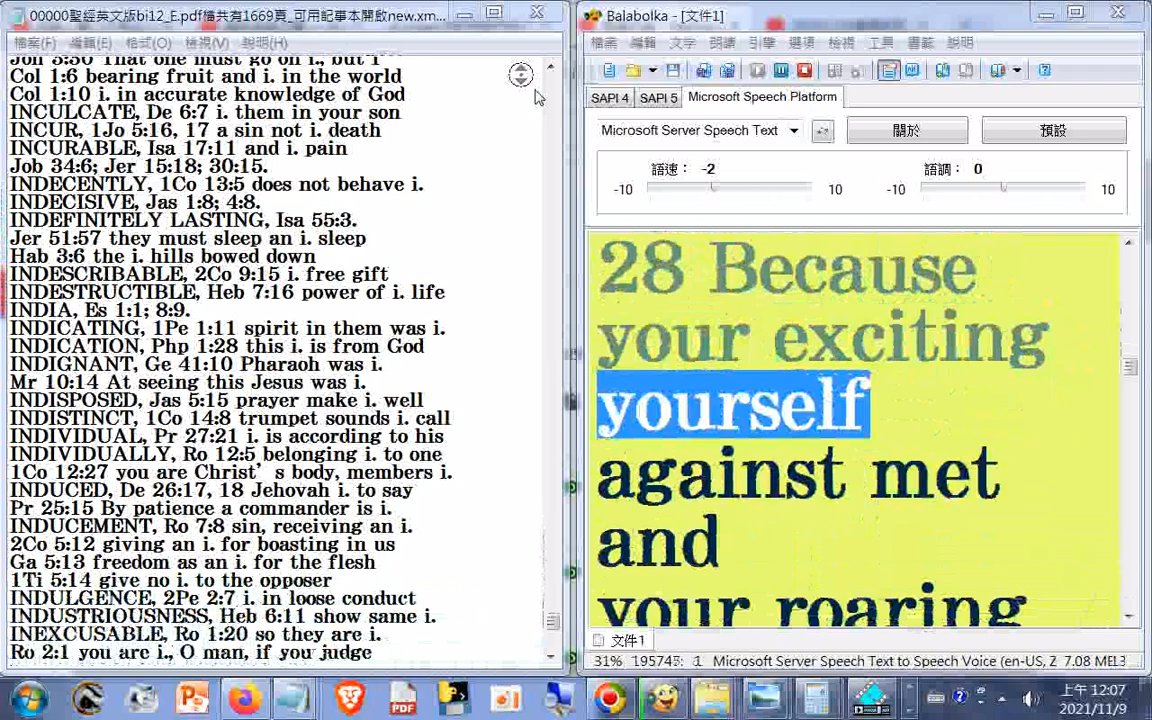 00000聖經英文版bi12_E.pdf檔共有1669頁_可用記事本開啟new.xm...
檔案(F) 編輯(E) 格式(O) 檢視(V) 說明(H)
Joh 3:30 That one must go on i., but I
Col 1:6 bearing fruit and i. in the world
Col 1:10 i. in accurate knowledge of God
INCULCATE, De 6:7 i. them in your son
INCUR, 1Jo 5:16, 17 a sin not i. death
INCURABLE, Isa 17:11 and i. pain
Job 34:6; Jer 15:18; 30:15.
INDECENTLY, 1Co 13:5 does not behave i.
INDECISIVE, Jas 1:8; 4:8.
INDEFINITELY LASTING, Isa 55:3.
Jer 51:57 they must sleep an i. sleep
Hab 3:6 the i. hills bowed down
INDESCRIBABLE, 2Co 9:15 i. free gift
INDESTRUCTIBLE, Heb 7:16 power of i. life
INDIA, Es 1:1; 8:9.
INDICATING, 1Pe 1:11 spirit in them was i.
INDICATION, Php 1:28 this i. is from God
INDIGNANT, Ge 41:10 Pharaoh was i.
Mr 10:14 At seeing this Jesus was i.
INDISPOSED, Jas 5:15 prayer make i. well
INDISTINCT, 1Co 14:8 trumpet sounds i. call
INDIVIDUAL, Pr 27:21 i. is according to his
INDIVIDUALLY, Ro 12:5 belonging i. to one
1Co 12:27 you are Christ's body, members i.
INDUCED, De 26:17, 18 Jehovah i. to say
Pr 25:15 By patience a commander is i.
INDUCEMENT, Ro 7:8 sin, receiving an i.
2Co 5:12 giving an i. for boasting in us
Ga 5:13 freedom as an i. for the flesh
1Ti 5:14 give no i. to the opposer
INDULGENCE, 2Pe 2:7 i. in loose conduct
INDUSTRIOUSNESS, Heb 6:11 show same i.
INEXCUSABLE, Ro 1:20 so they are i.
Ro 2:1 you are i., O man, if you judge
Balabolka - [文件1]
檔案 編輯 文字 朗讀 引擎 選項 檢視 工具 書籤 說明
SAPI 4 SAPI 5 Microsoft Speech Platform
Microsoft Server Speech Text 關於 預設
語速: -2 語調: 0
-10 10 -10 10
28 Because
your exciting
yourself
against met
and
your roaring
文件1
31% 195745: 1 Microsoft Server Speech Text to Speech Voice (en-US, Z 7.08 MEL3
PDF
上午 12:07
2021/11/9